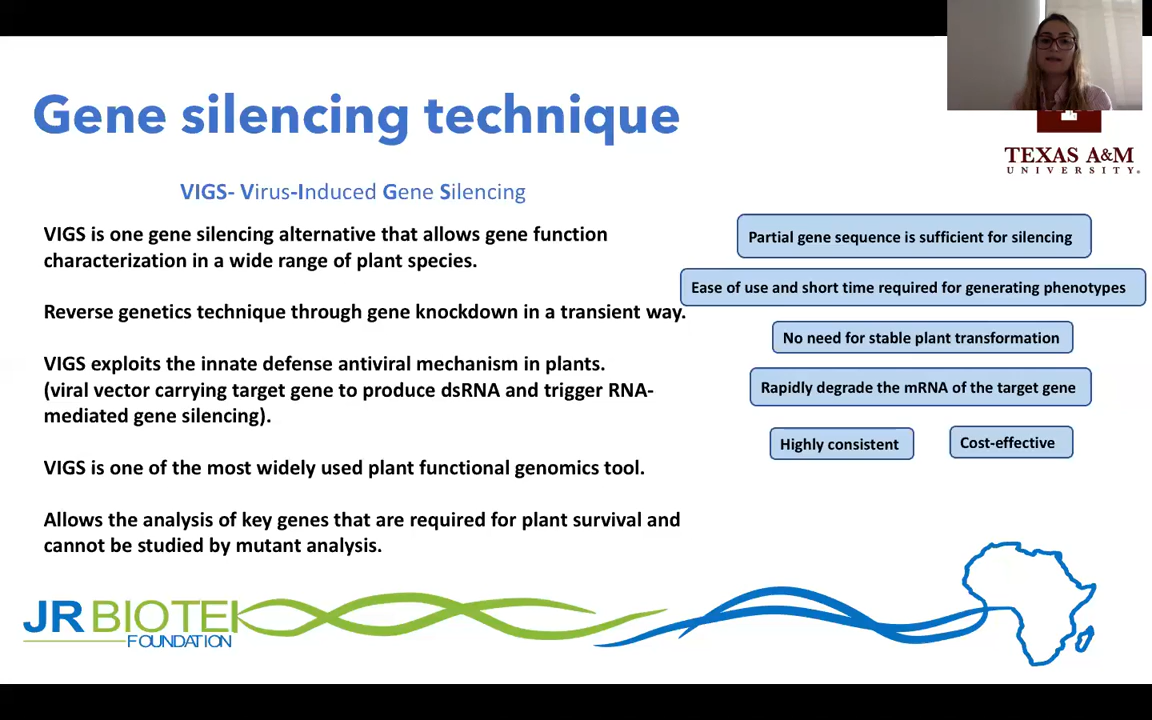 Gene silencing technique
TEXAS A&M
UNIVERSITY
VIGS- Virus-Induced Gene Silencing
VIGS is one gene silencing alternative that allows gene function
characterization in a wide range of plant species.
Reverse genetics technique through gene knockdown in a transient way.
VIGS exploits the innate defense antiviral mechanism in plants.
(viral vector carrying target gene to produce dsRNA and trigger RNA-
mediated gene silencing).
VIGS is one of the most widely used plant functional genomics tool.
Allows the analysis of key genes that are required for plant survival and
cannot be studied by mutant analysis.
Partial gene sequence is sufficient for silencing
Ease of use and short time required for generating phenotypes
No need for stable plant transformation
Rapidly degrade the mRNA of the target gene
Highly consistent
Cost-effective
JR BIOTEK
FOUNDATION